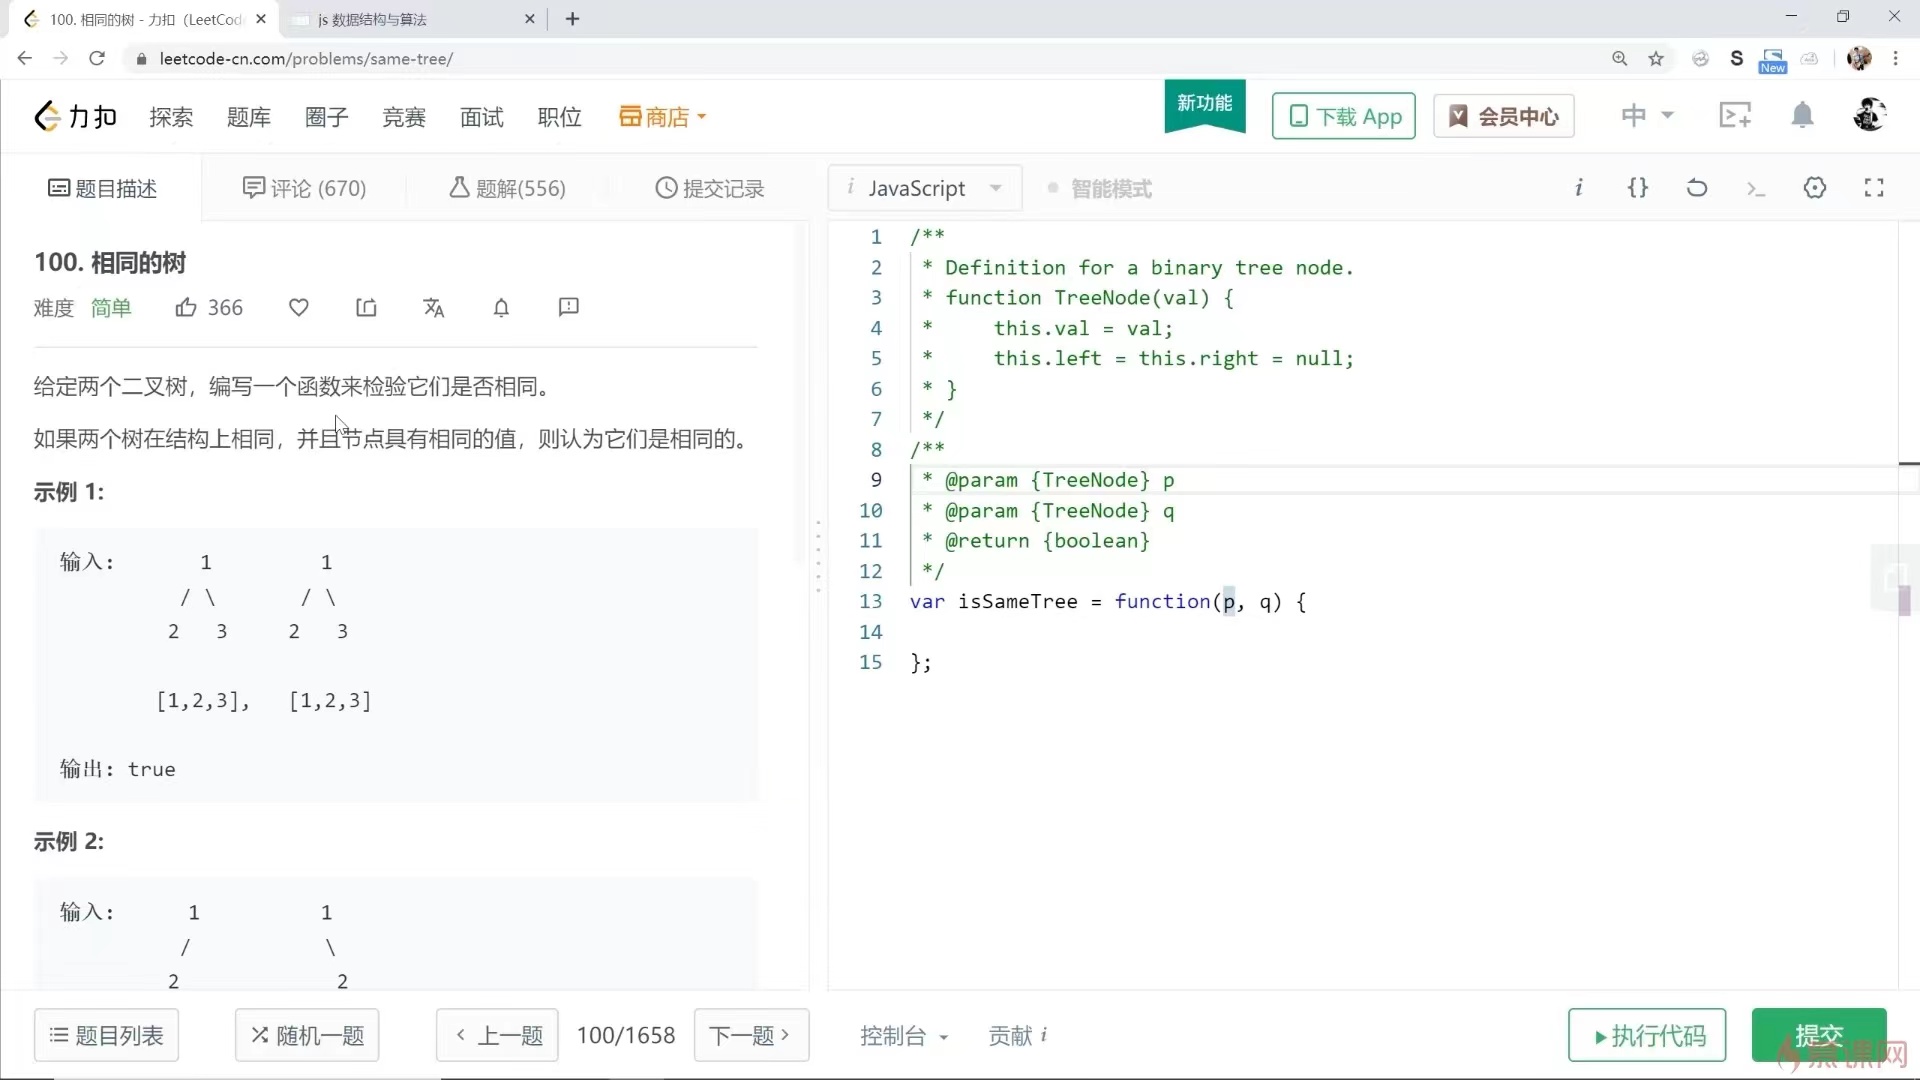 100. 相同的树 - 力扣（LeetCod
js 数据结构与算法
leetcode-cn.com/problems/same-tree/
S
New
力扣 探索 题库 圈子 竞赛 面试 职位 商店
新功能 下载 App 会员中心 中
题目描述 评论 (670) 题解(556) 提交记录
100. 相同的树
难度 简单 366
给定两个二叉树，编写一个函数来检验它们是否相同。
如果两个树在结构上相同，并且节点具有相同的值，则认为它们是相同的。
示例 1:
输入: 1 1
/ \ / \
2 3 2 3
[1,2,3], [1,2,3]
输出: true
示例 2:
输入: 1 1
/ \
2 2
i JavaScript 智能模式 i {} >_
1 /**
2 * Definition for a binary tree node.
3 * function TreeNode(val) {
4 * this.val = val;
5 * this.left = this.right = null;
6 * }
7 */
8 /**
9 * @param {TreeNode} p
10 * @param {TreeNode} q
11 * @return {boolean}
12 */
13 var isSameTree = function(p, q) {
14
15 };
题目列表 随机一题 < 上一题 100/1658 下一题 > 控制台 贡献 i 执行代码 提交
慕课网